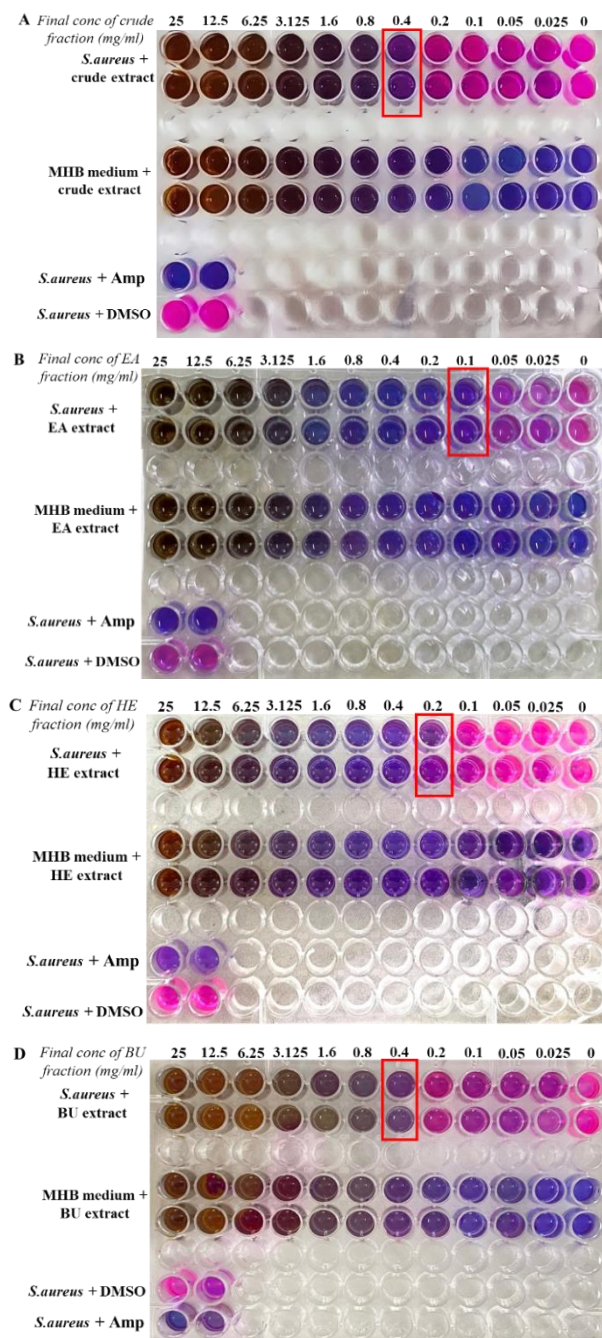 A Final conc of crude 25 12.5 6.25 3.125 1.6 0.8 0.4 0.2 0.1 0.05 0.025 0
fraction (mg/ml)
S.aureus +
crude extract
MHB medium +
crude extract
S.aureus + Amp
S.aureus + DMSO
B Final conc of EA 25 12.5 6.25 3.125 1.6 0.8 0.4 0.2 0.1 0.05 0.025 0
fraction (mg/ml)
S.aureus +
EA extract
MHB medium +
EA extract
S.aureus + Amp
S.aureus + DMSO
C Final conc of HE 25 12.5 6.25 3.125 1.6 0.8 0.4 0.2 0.1 0.05 0.025 0
fraction (mg/ml)
S.aureus +
HE extract
MHB medium +
HE extract
S.aureus + Amp
S.aureus + DMSO
D Final conc of BU 25 12.5 6.25 3.125 1.6 0.8 0.4 0.2 0.1 0.05 0.025 0
fraction (mg/ml)
S.aureus +
BU extract
MHB medium +
BU extract
S.aureus + DMSO
S.aureus + Amp